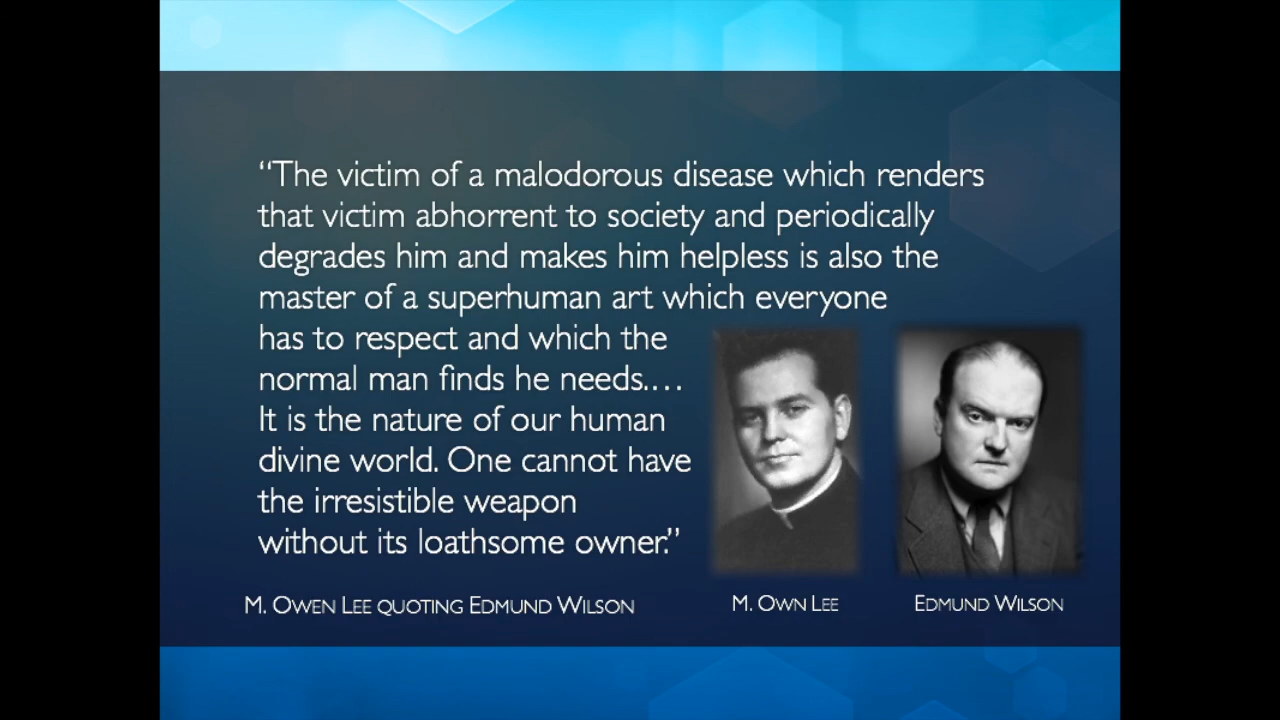 “The victim of a malodorous disease which renders
that victim abhorrent to society and periodically
degrades him and makes him helpless is also the
master of a superhuman art which everyone
has to respect and which the
normal man finds he needs.…
It is the nature of our human
divine world. One cannot have
the irresistible weapon
without its loathsome owner.”
M. Owen Lee quoting Edmund Wilson
M. Own Lee
Edmund Wilson